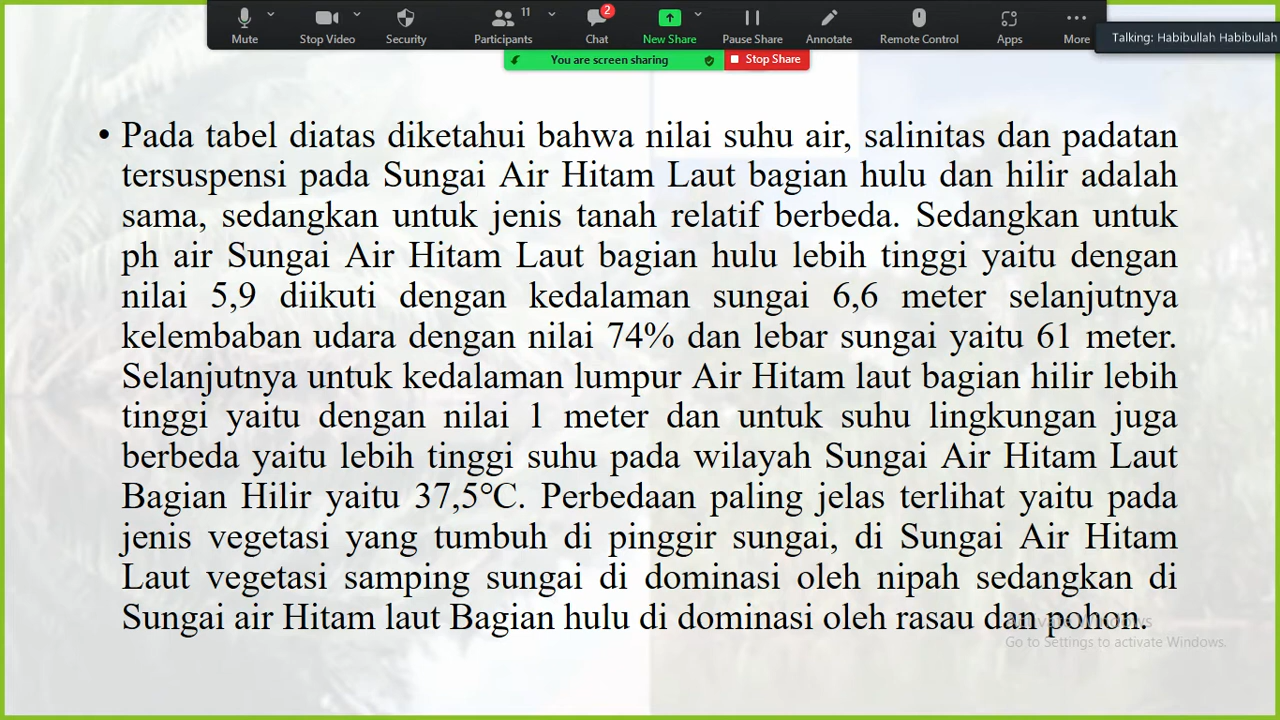 11
2
Mute
Stop Video
Security
Participants
Chat
New Share
Pause Share
Annotate
Remote Control
Apps
More
Talking: Habibullah Habibullah
You are screen sharing
Stop Share
• Pada tabel diatas diketahui bahwa nilai suhu air, salinitas dan padatan
tersuspensi pada Sungai Air Hitam Laut bagian hulu dan hilir adalah
sama, sedangkan untuk jenis tanah relatif berbeda. Sedangkan untuk
ph air Sungai Air Hitam Laut bagian hulu lebih tinggi yaitu dengan
nilai 5,9 diikuti dengan kedalaman sungai 6,6 meter selanjutnya
kelembaban udara dengan nilai 74% dan lebar sungai yaitu 61 meter.
Selanjutnya untuk kedalaman lumpur Air Hitam laut bagian hilir lebih
tinggi yaitu dengan nilai 1 meter dan untuk suhu lingkungan juga
berbeda yaitu lebih tinggi suhu pada wilayah Sungai Air Hitam Laut
Bagian Hilir yaitu 37,5°C. Perbedaan paling jelas terlihat yaitu pada
jenis vegetasi yang tumbuh di pinggir sungai, di Sungai Air Hitam
Laut vegetasi samping sungai di dominasi oleh nipah sedangkan di
Sungai air Hitam laut Bagian hulu di dominasi oleh rasau dan pohon.
Activate Windows
Go to Settings to activate Windows.